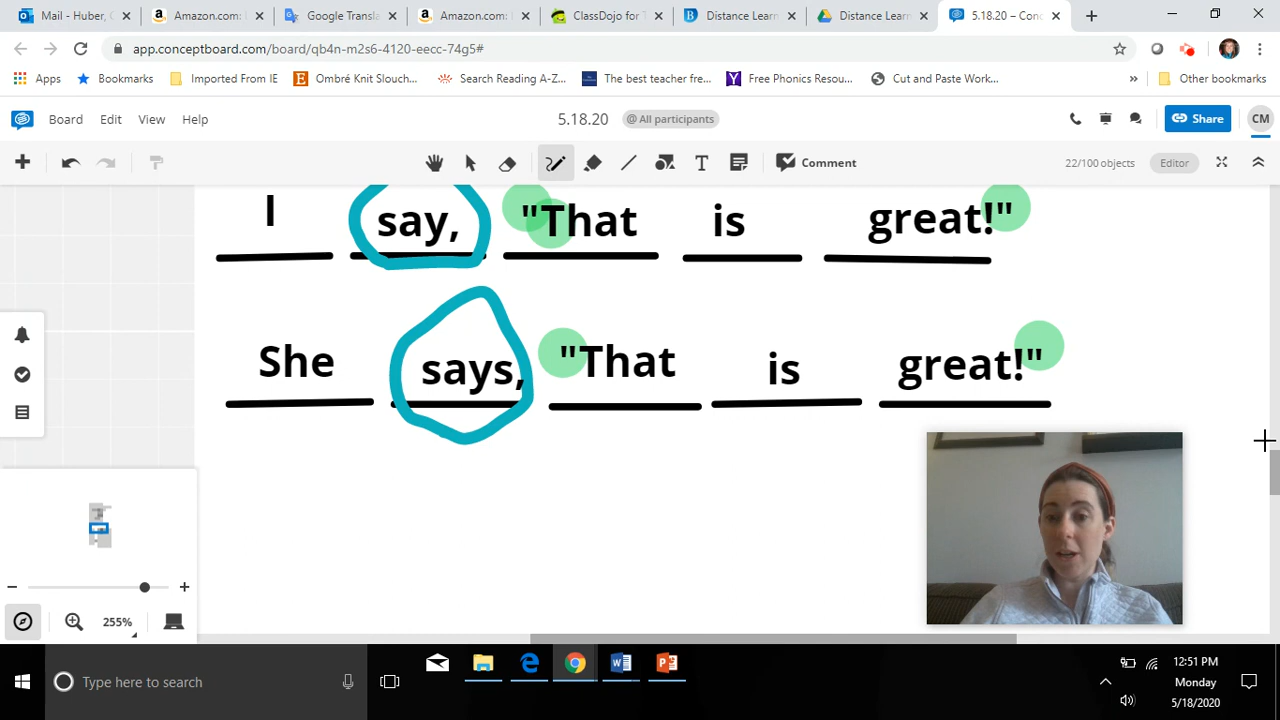 Mail - Huber, C
Amazon.com: L
Google Transla
Amazon.com: L
ClassDojo for T
Distance Learn
Distance Learn
5.18.20 – Conc
app.conceptboard.com/board/qb4n-m2s6-4120-eecc-74g5#
Apps
Bookmarks
Imported From IE
Ombré Knit Slouch...
Search Reading A-Z...
The best teacher fre...
Free Phonics Resou...
Cut and Paste Work...
»
Other bookmarks
Board Edit View Help
5.18.20
@ All participants
Share
CM
Comment
22/100 objects
Editor
I say, "That is great!"
She says, "That is great!"
255%
Type here to search
12:51 PM
Monday
5/18/2020